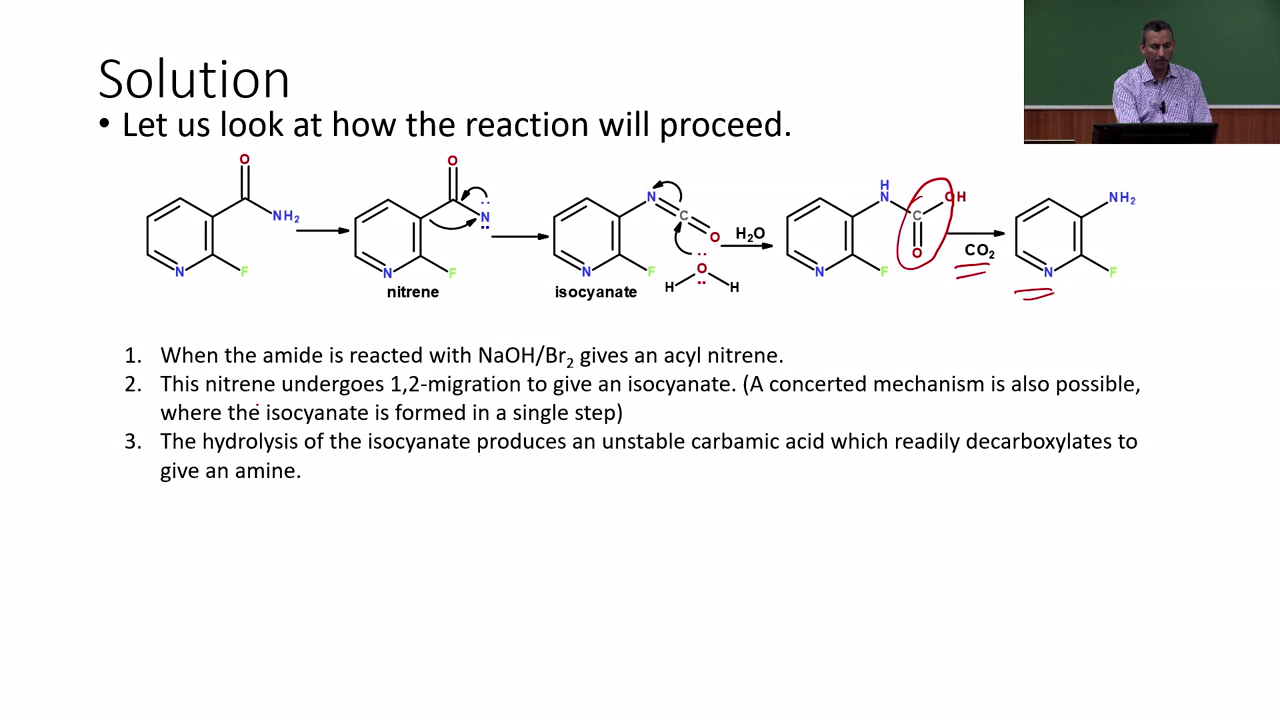 Solution
• Let us look at how the reaction will proceed.
O
NH2
N
F
O
N
N
F
nitrene
N
C
O
N
F
isocyanate
O
H
H
H2O
H
N
C
OH
O
N
F
CO2
NH2
N
F
1. When the amide is reacted with NaOH/Br2 gives an acyl nitrene.
2. This nitrene undergoes 1,2-migration to give an isocyanate. (A concerted mechanism is also possible,
where the isocyanate is formed in a single step)
3. The hydrolysis of the isocyanate produces an unstable carbamic acid which readily decarboxylates to
give an amine.